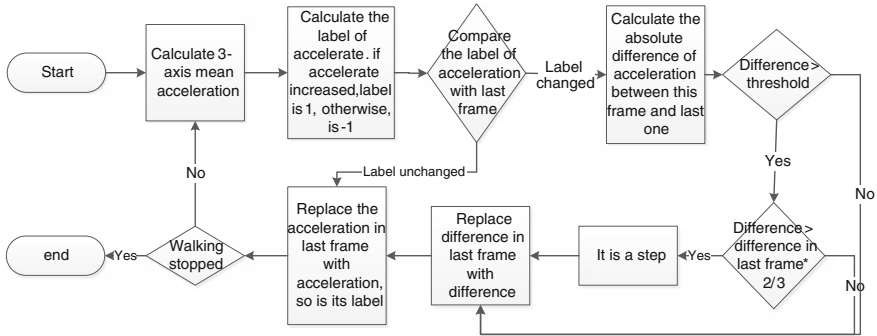 Start
Calculate 3-
axis mean
acceleration
Calculate the
label of
accelerate. if
accelerate
increased,label
is 1, otherwise,
is -1
Compare
the label of
acceleration
with last
frame
Label
changed
Calculate the
absolute
difference of
acceleration
between this
frame and last
one
Difference>
threshold
Yes
No
Label unchanged
No
end
Yes
Walking
stopped
Replace the
acceleration in
last frame
with
acceleration,
so is its label
Replace
difference in
last frame
with
difference
It is a step
Yes
Difference>
difference in
last frame*
2/3
No